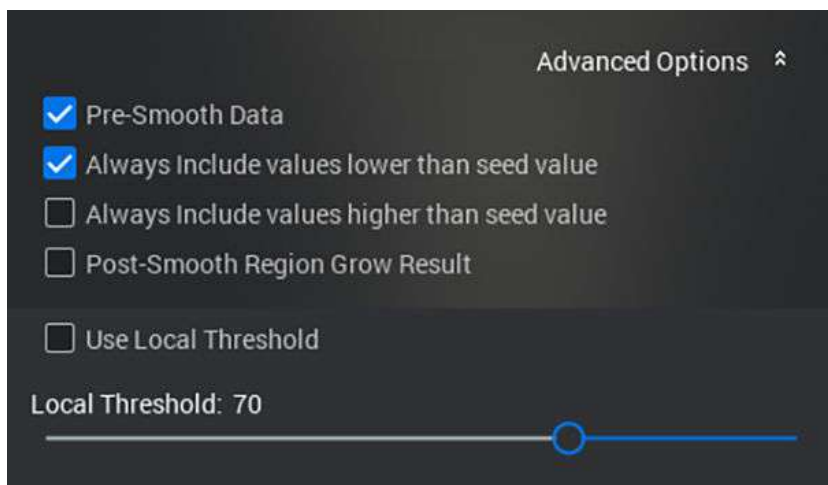 Advanced Options
Pre-Smooth Data
Always Include values lower than seed value
Always Include values higher than seed value
Post-Smooth Region Grow Result
Use Local Threshold
Local Threshold: 70